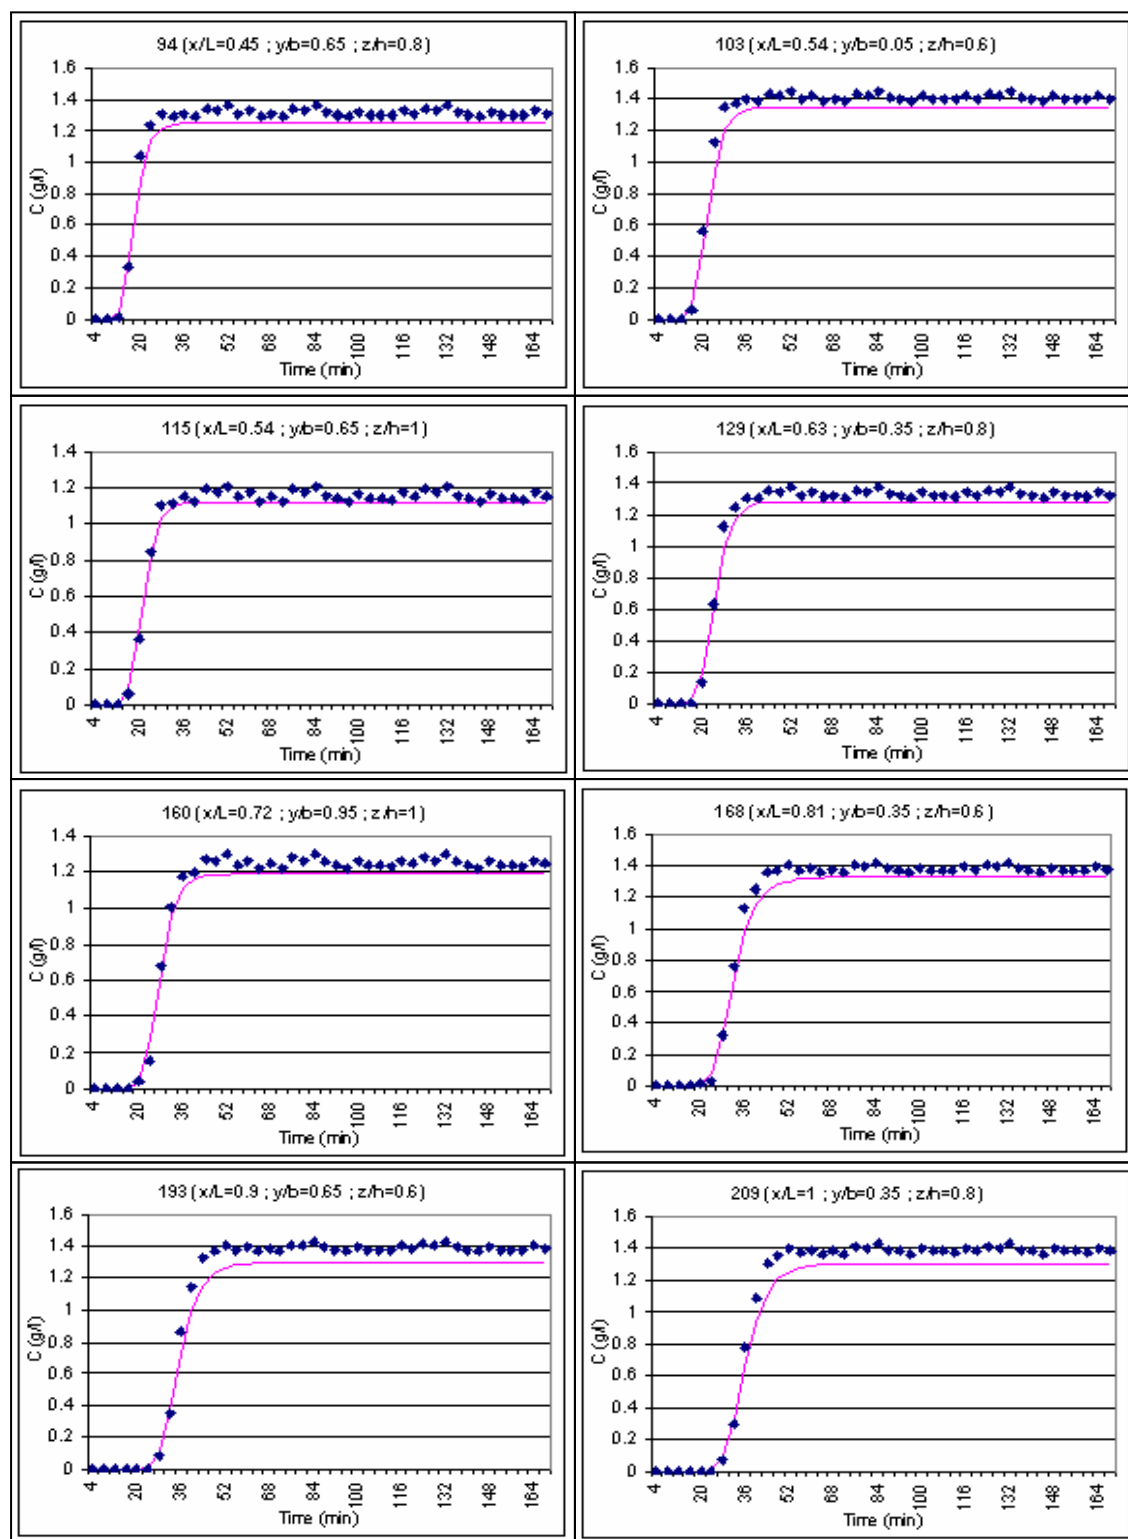 94 (x/L=0.45 ; y/b=0.65 ; z/h=0.8)
C (g/l)
1.6
1.4
1.2
1
0.8
0.6
0.4
0.2
0
4 20 36 52 68 84 100 116 132 148 164
Time (min)
103 (x/L=0.54 ; y/b=0.05 ; z/h=0.6)
C (g/l)
1.6
1.4
1.2
1
0.8
0.6
0.4
0.2
0
4 20 36 52 68 84 100 116 132 148 164
Time (min)
115 (x/L=0.54 ; y/b=0.65 ; z/h=1)
C (g/l)
1.4
1.2
1
0.8
0.6
0.4
0.2
0
4 20 36 52 68 84 100 116 132 148 164
Time (min)
129 (x/L=0.63 ; y/b=0.35 ; z/h=0.8)
C (g/l)
1.6
1.4
1.2
1
0.8
0.6
0.4
0.2
0
4 20 36 52 68 84 100 116 132 148 164
Time (min)
160 (x/L=0.72 ; y/b=0.95 ; z/h=1)
C (g/l)
1.4
1.2
1
0.8
0.6
0.4
0.2
0
4 20 36 52 68 84 100 116 132 148 164
Time (min)
168 (x/L=0.81 ; y/b=0.35 ; z/h=0.6)
C (g/l)
1.6
1.4
1.2
1
0.8
0.6
0.4
0.2
0
4 20 36 52 68 84 100 116 132 148 164
Time (min)
193 (x/L=0.9 ; y/b=0.65 ; z/h=0.6)
C (g/l)
1.6
1.4
1.2
1
0.8
0.6
0.4
0.2
0
4 20 36 52 68 84 100 116 132 148 164
Time (min)
209 (x/L=1 ; y/b=0.35 ; z/h=0.8)
C (g/l)
1.6
1.4
1.2
1
0.8
0.6
0.4
0.2
0
4 20 36 52 68 84 100 116 132 148 164
Time (min)